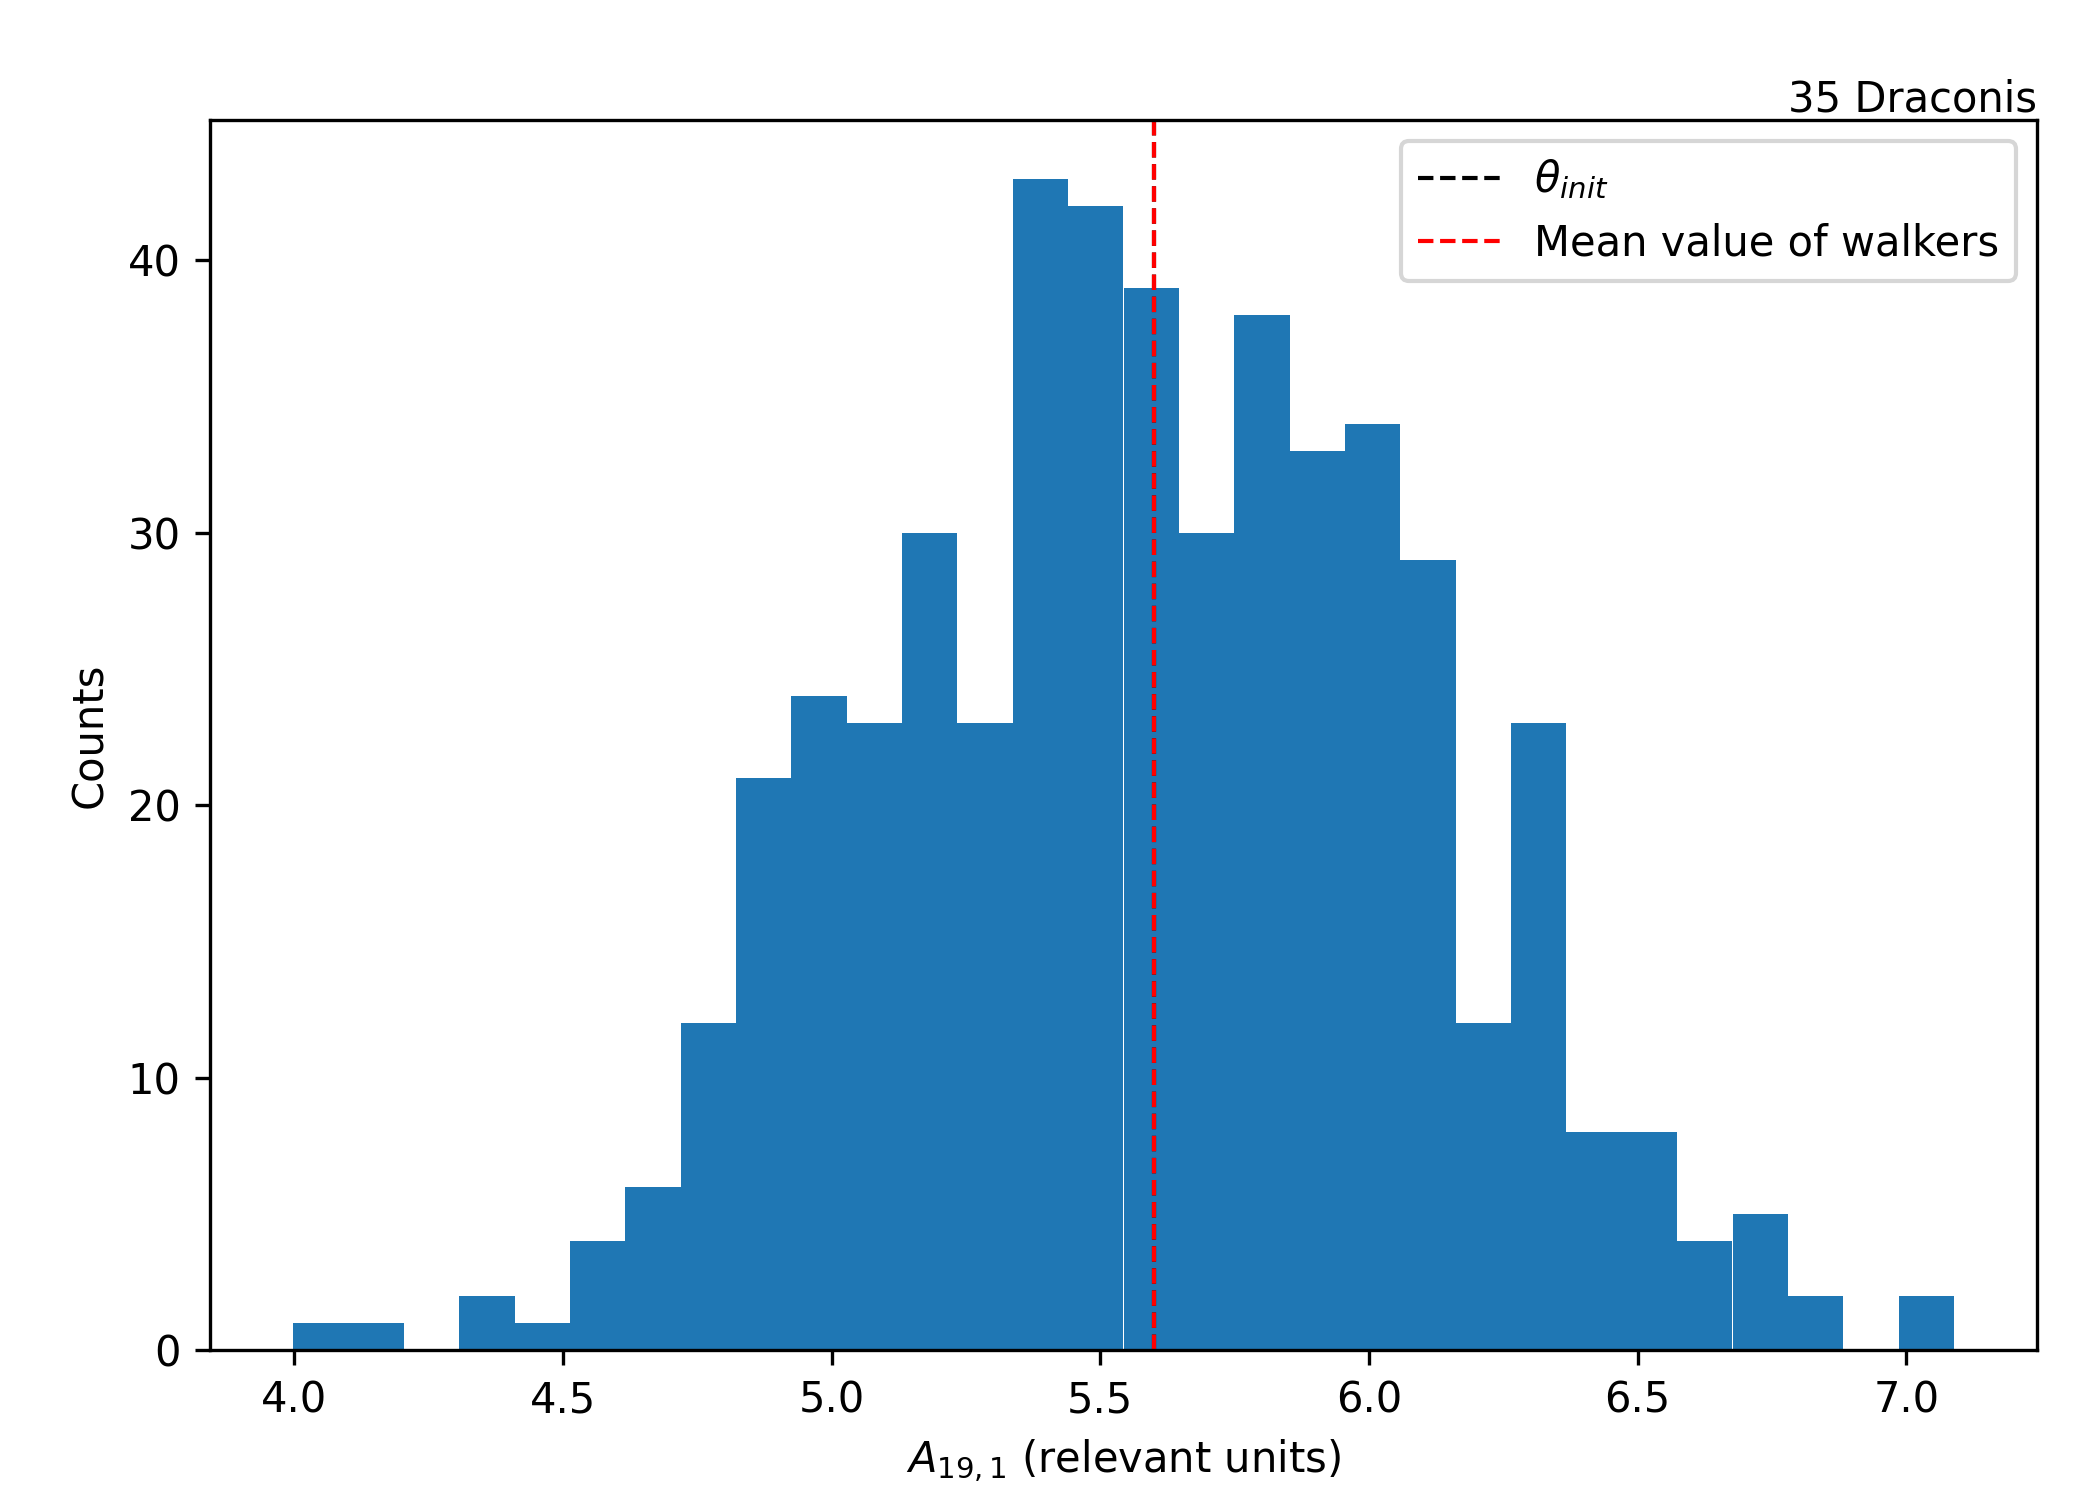 35 Draconis
θinit
Mean value of walkers
40
30
20
10
0
Counts
4.0 4.5 5.0 5.5 6.0 6.5 7.0
A19, 1 (relevant units)